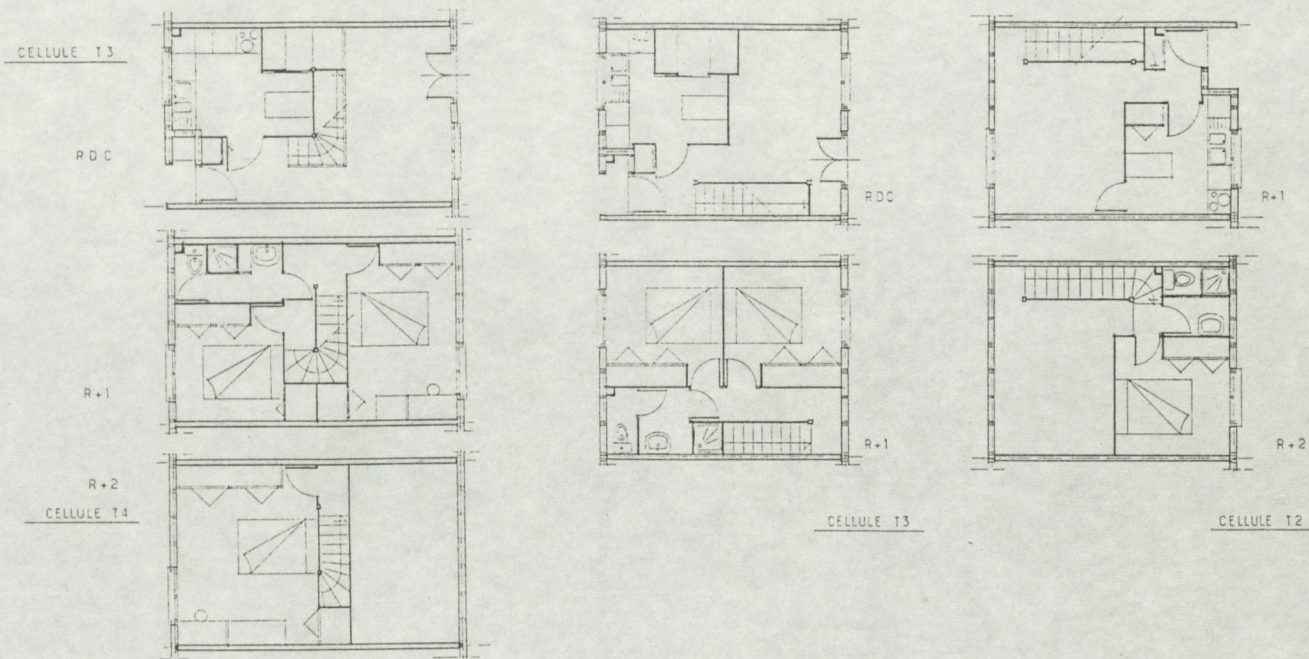 CELLULE T3
RDC
R+1
R+2
CELLULE T4
RDC
R+1
CELLULE T3
R+1
R+2
CELLULE T2